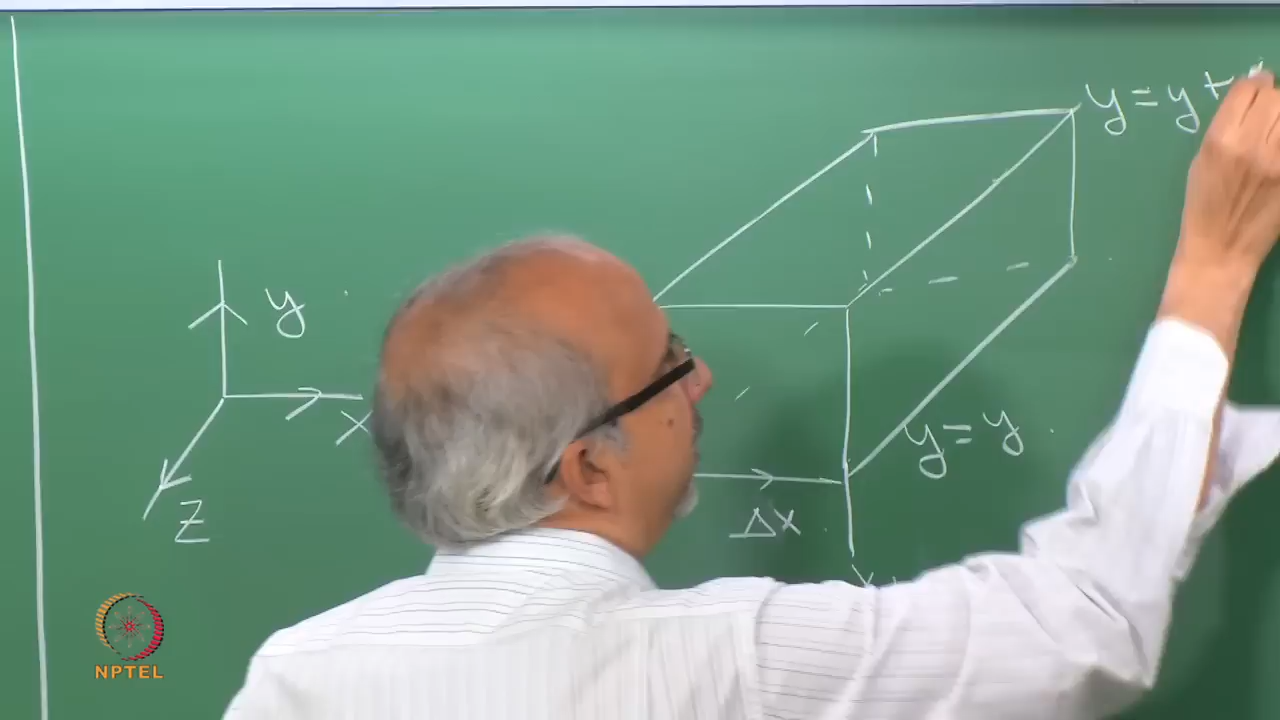 y = y +
y
x
z
y = y
Δx
x
NPTEL